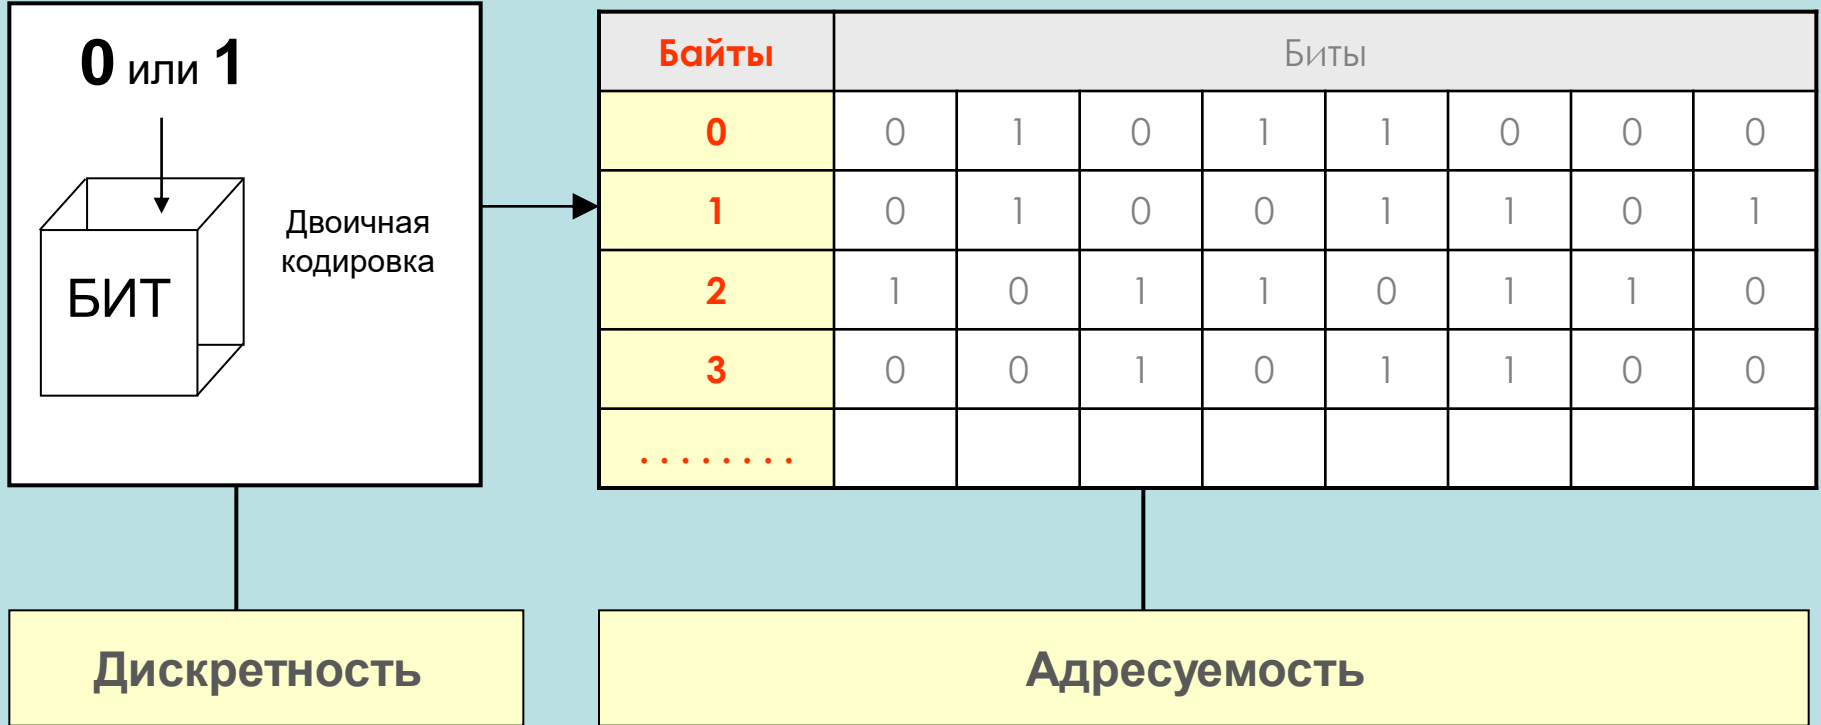 0 или 1
БИТ
Двоичная
кодировка
Байты Биты
0 0 1 0 1 1 0 0 0
1 0 1 0 0 1 1 0 1
2 1 0 1 1 0 1 1 0
3 0 0 1 0 1 1 0 0
. . . . . . . .
Дискретность
Адресуемость